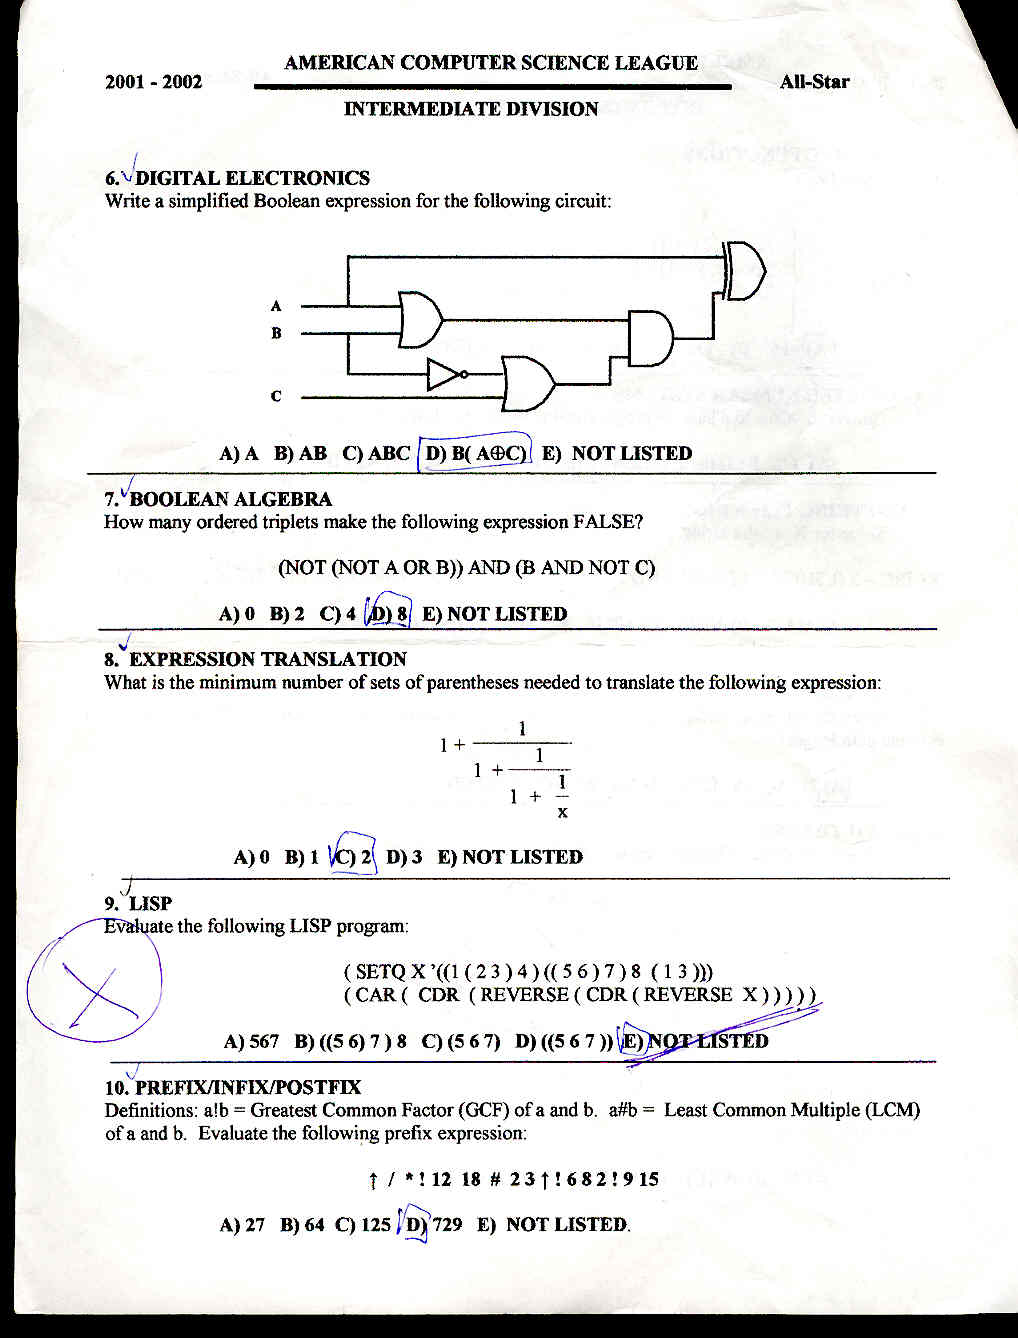 AMERICAN COMPUTER SCIENCE LEAGUE
2001 - 2002 All-Star
INTERMEDIATE DIVISION
6. DIGITAL ELECTRONICS
Write a simplified Boolean expression for the following circuit:
A
B
C
A) A B) AB C) ABC D) B( A⊕C) E) NOT LISTED
7. BOOLEAN ALGEBRA
How many ordered triplets make the following expression FALSE?
(NOT (NOT A OR B)) AND (B AND NOT C)
A) 0 B) 2 C) 4 D) 8 E) NOT LISTED
8. EXPRESSION TRANSLATION
What is the minimum number of sets of parentheses needed to translate the following expression:
1
1 +
1
1 +
1
1 +
x
A) 0 B) 1 C) 2 D) 3 E) NOT LISTED
9. LISP
Evaluate the following LISP program:
( SETQ X '((1 ( 2 3 ) 4 ) (( 5 6 ) 7 ) 8 ( 1 3 )))
( CAR ( CDR ( REVERSE ( CDR ( REVERSE X ) ) ) ) )
A) 567 B) ((5 6) 7 ) 8 C) (5 6 7) D) ((5 6 7 )) E) NOT LISTED
10. PREFIX/INFIX/POSTFIX
Definitions: a!b = Greatest Common Factor (GCF) of a and b. a#b = Least Common Multiple (LCM)
of a and b. Evaluate the following prefix expression:
↑ / * ! 12 18 # 2 3 ↑ ! 6 8 2 ! 9 15
A) 27 B) 64 C) 125 D) 729 E) NOT LISTED.